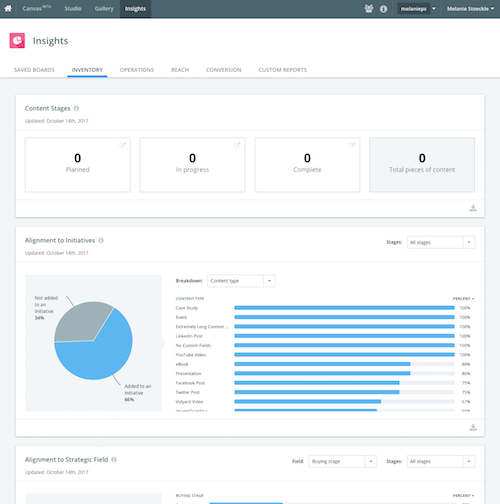 Canvas BETA Studio Gallery Insights melanieps Melanie Stoeckle
Insights
SAVED BOARDS INVENTORY OPERATIONS REACH CONVERSION CUSTOM REPORTS
Content Stages
Updated: October 14th, 2017
0 0 0 0
Planned In progress Complete Total pieces of content
Alignment to Initiatives Stages: All stages
Updated: October 14th, 2017
Breakdown: Content type
Not added
to an
Initiative
34%
Added to an
Initiative
66%
CONTENT TYPE PERCENT
Case Study 100%
Event 100%
Extremely Long Content ... 100%
LinkedIn Post 100%
No Custom Fields 100%
YouTube Video 100%
eBook 80%
Presentation 80%
Facebook Post 75%
Twitter Post 75%
Vidyard Video 67%
Alignment to Strategic Field Field: Buying stage Stages: All stages
Updated: October 14th, 2017
BUYING STAGE PERCENT